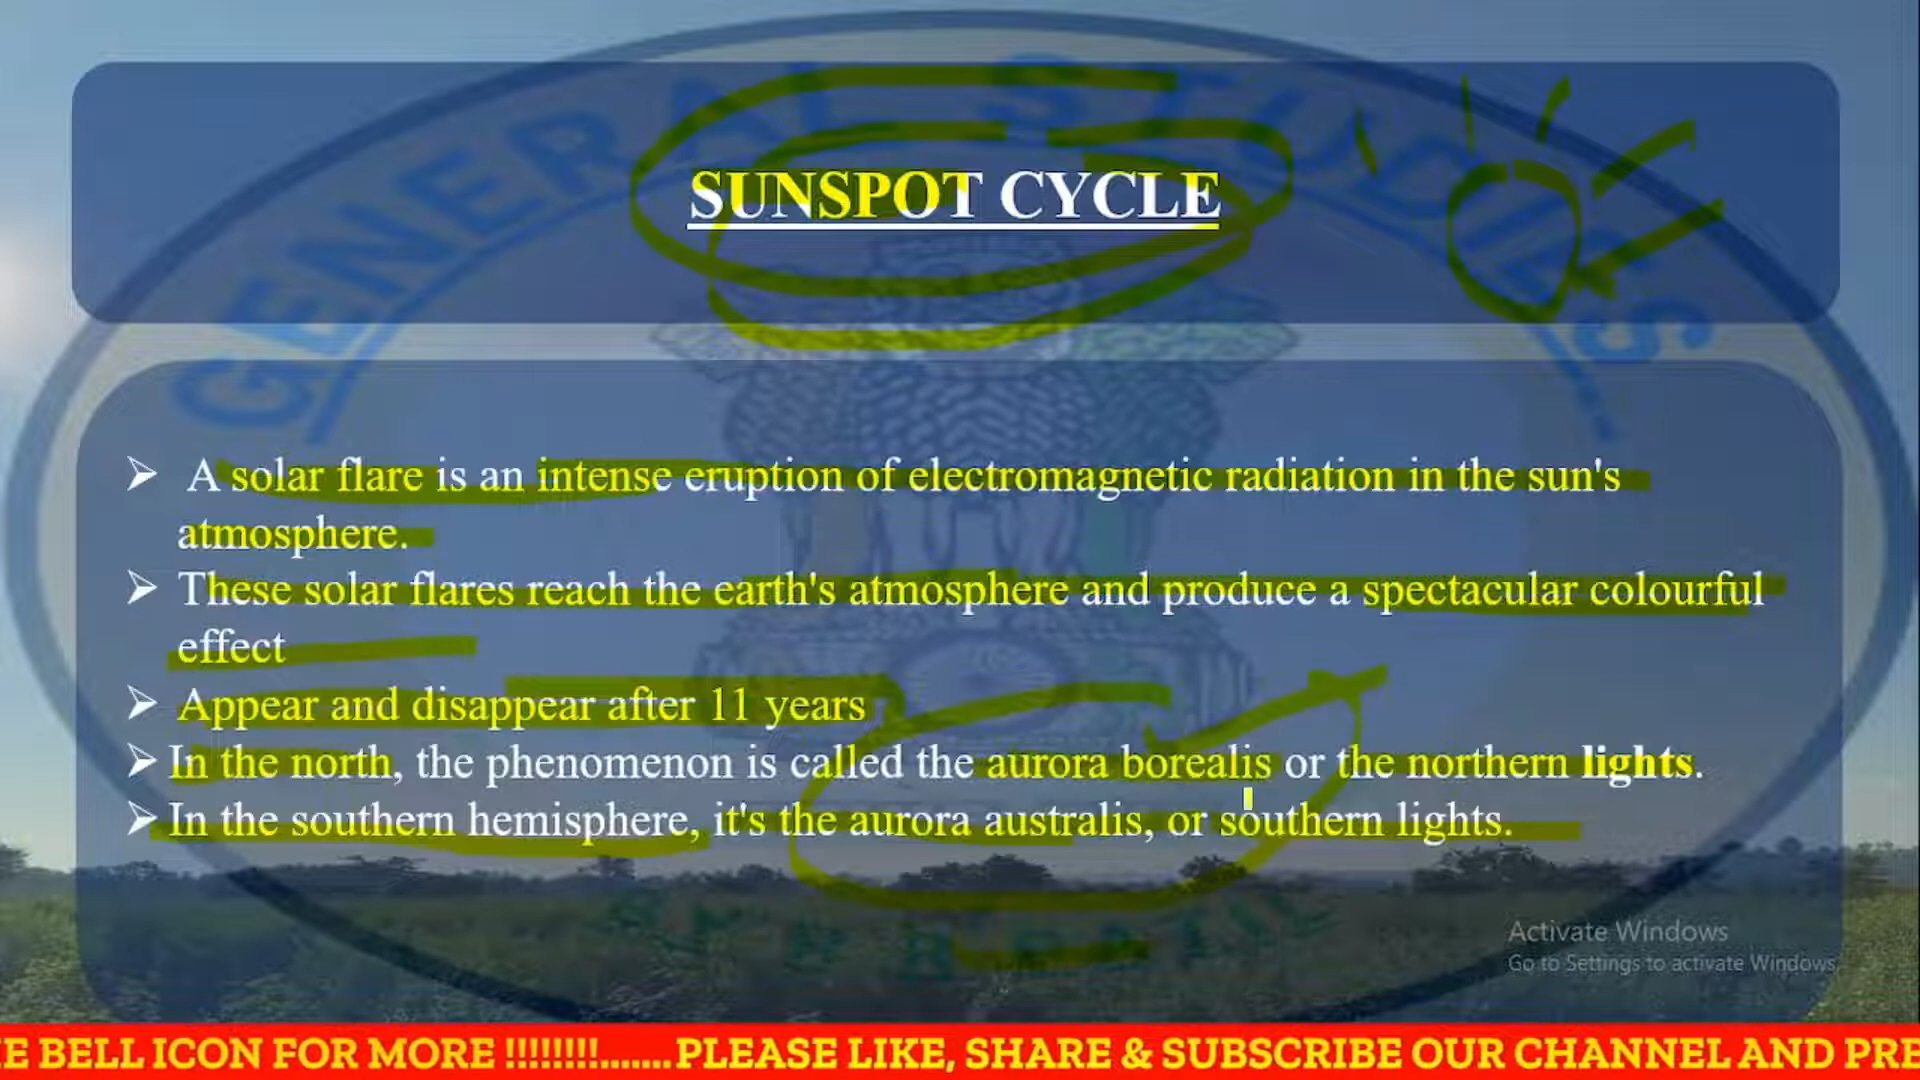 GENERAL STUDIES
SUNSPOT CYCLE
➢ A solar flare is an intense eruption of electromagnetic radiation in the sun's
atmosphere.
➢ These solar flares reach the earth's atmosphere and produce a spectacular colourful
effect
➢ Appear and disappear after 11 years
➢ In the north, the phenomenon is called the aurora borealis or the northern lights.
➢ In the southern hemisphere, it's the aurora australis, or southern lights.
Activate Windows
Go to Settings to activate Windows.
E BELL ICON FOR MORE !!!!!!!!!.......PLEASE LIKE, SHARE & SUBSCRIBE OUR CHANNEL AND PRE